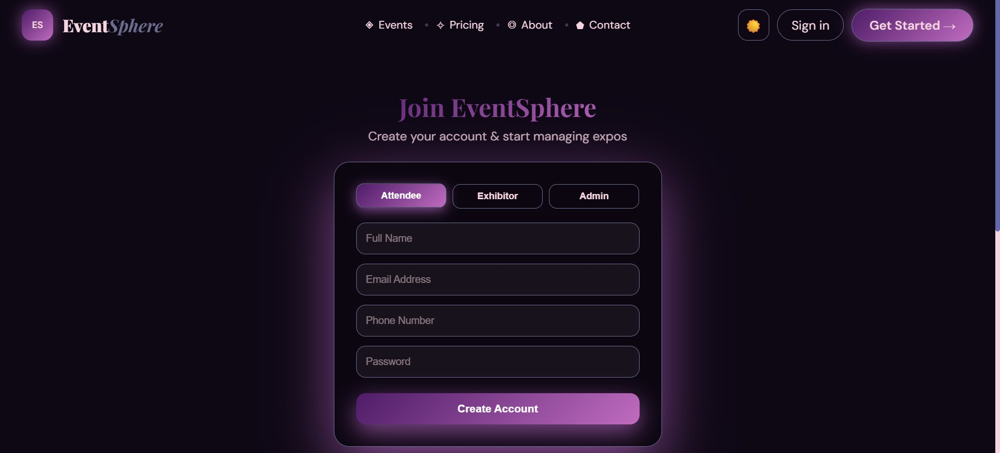 ES EventSphere Events Pricing About Contact Sign in Get Started →
Join EventSphere
Create your account & start managing expos
Attendee Exhibitor Admin
Full Name
Email Address
Phone Number
Password
Create Account